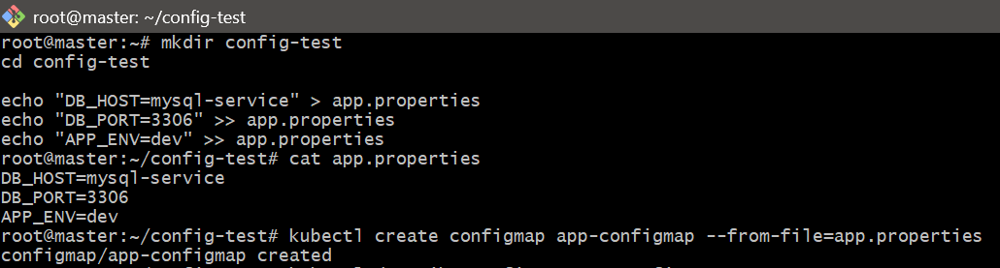 root@master: ~/config-test
root@master:~# mkdir config-test
cd config-test
echo "DB_HOST=mysql-service" > app.properties
echo "DB_PORT=3306" >> app.properties
echo "APP_ENV=dev" >> app.properties
root@master:~/config-test# cat app.properties
DB_HOST=mysql-service
DB_PORT=3306
APP_ENV=dev
root@master:~/config-test# kubectl create configmap app-configmap --from-file=app.properties
configmap/app-configmap created